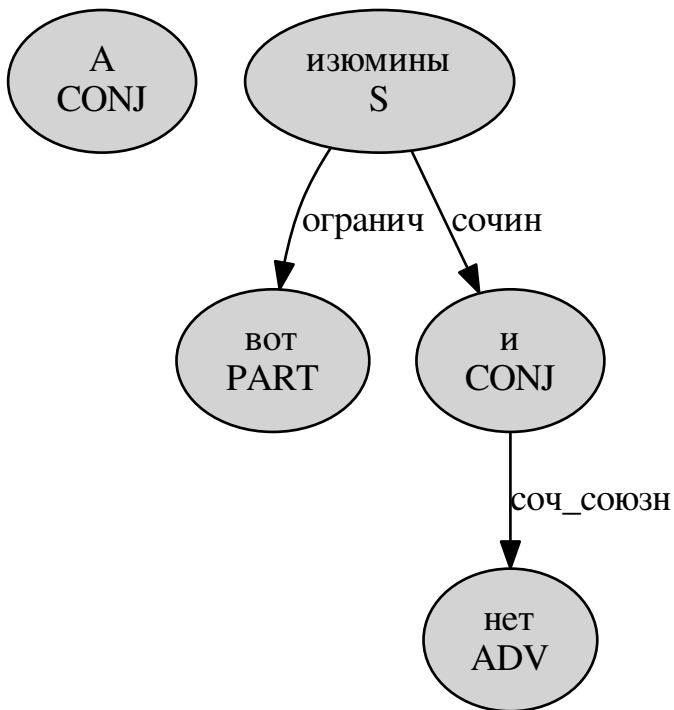 А
CONJ
изюмины
S
огранич
сочин
вот
PART
и
CONJ
соч_союзн
нет
ADV